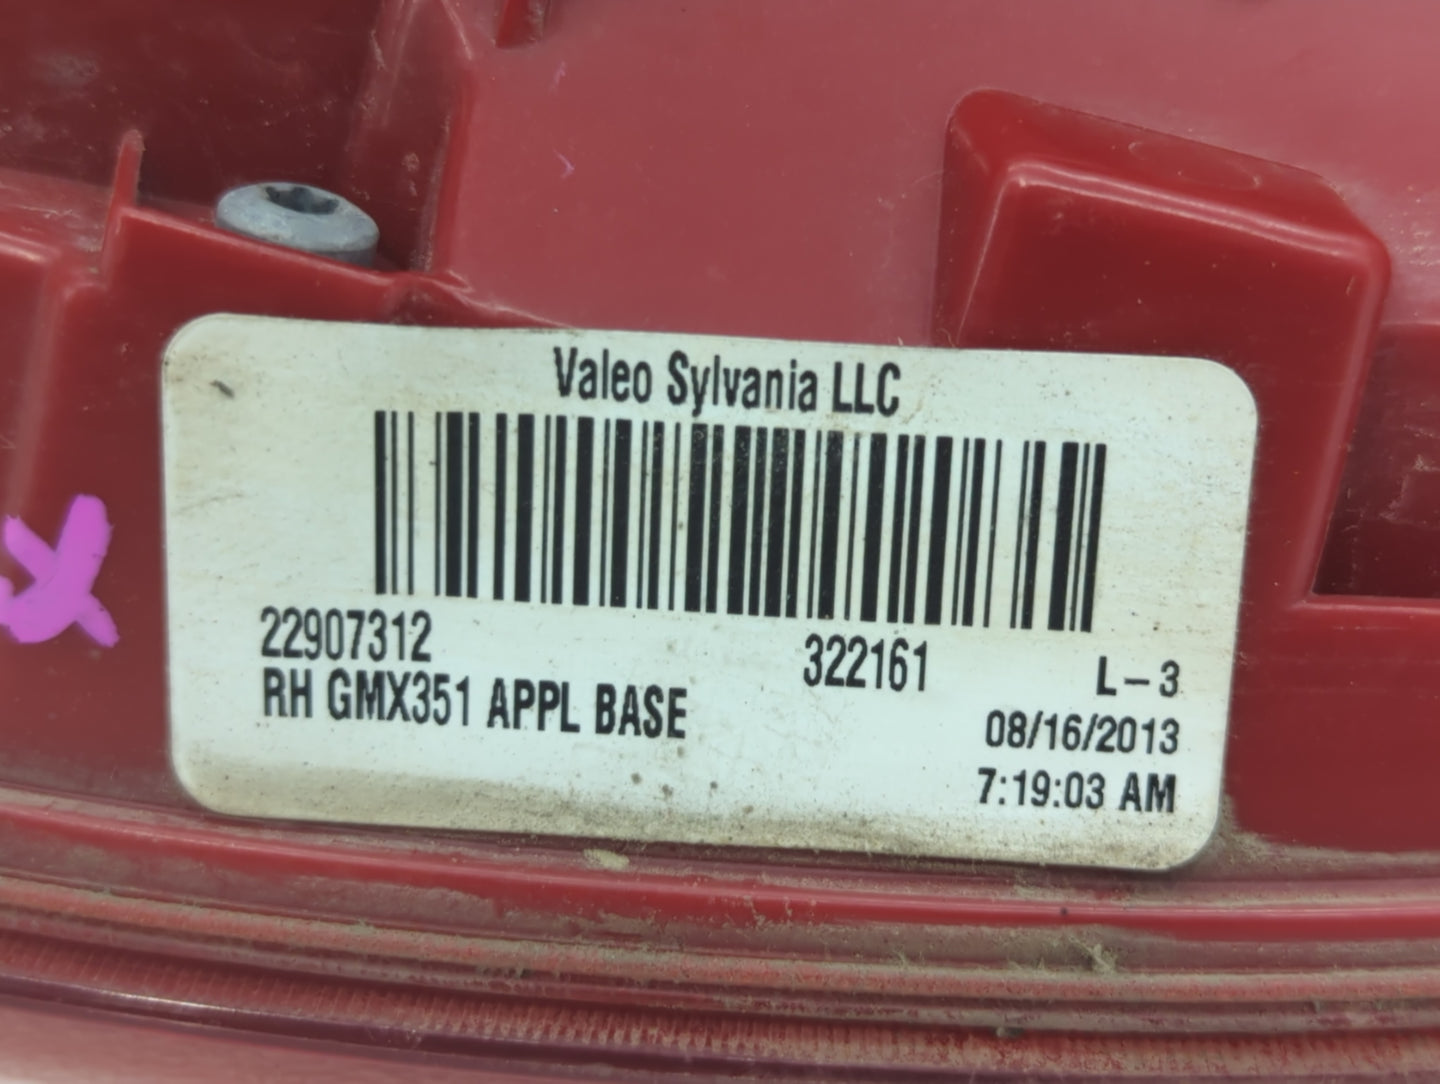 Valeo Sylvania LLC
22907312 322161 L-3
RH GMX351 APPL BASE
08/16/2013
7:19:03 AM